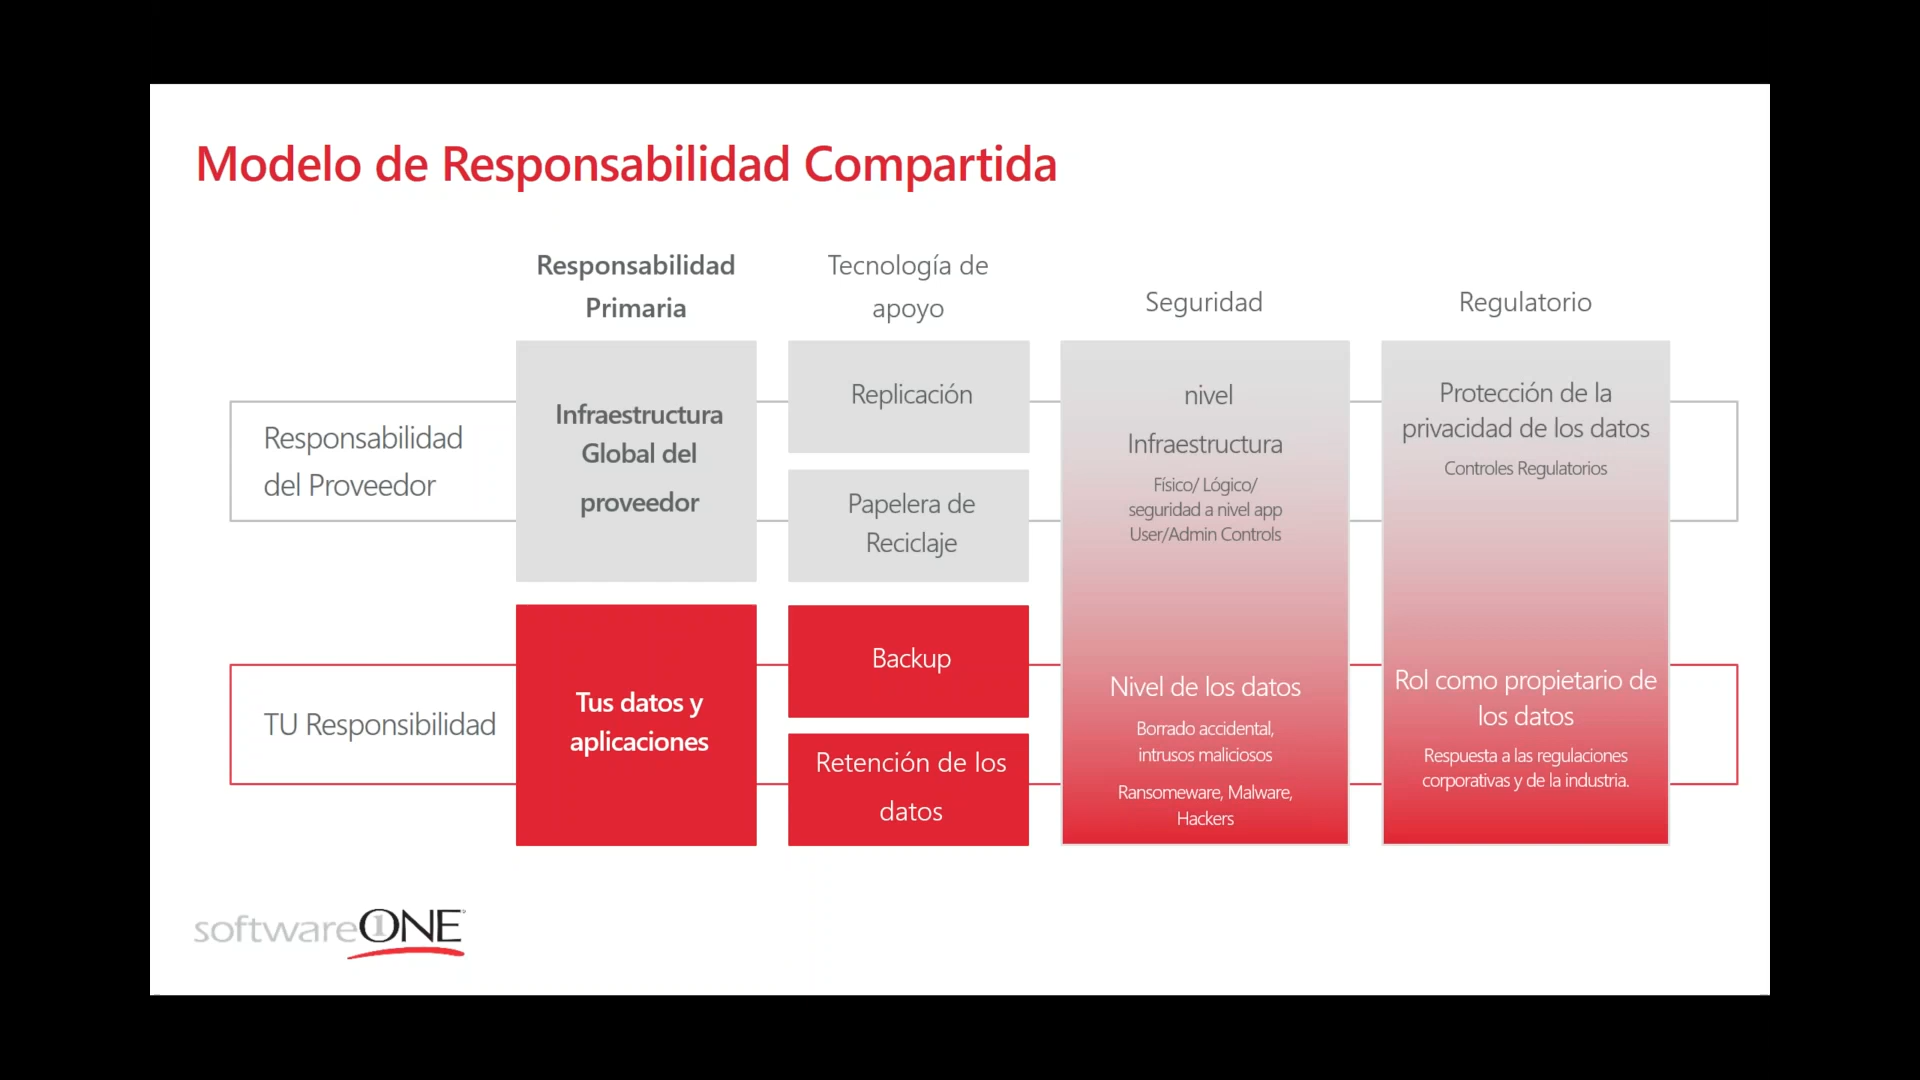 Modelo de Responsabilidad Compartida
Responsabilidad
Primaria
Tecnología de
apoyo
Seguridad
Regulatorio
Responsabilidad
del Proveedor
Infraestructura
Global del
proveedor
Replicación
Papelera de
Reciclaje
nivel
Infraestructura
Físico/ Lógico/
seguridad a nivel app
User/Admin Controls
Protección de la
privacidad de los datos
Controles Regulatorios
TU Responsibilidad
Tus datos y
aplicaciones
Backup
Retención de los
datos
Nivel de los datos
Borrado accidental,
intrusos maliciosos
Ransomeware, Malware,
Hackers
Rol como propietario de
los datos
Respuesta a las regulaciones
corporativas y de la industria.
softwareONE